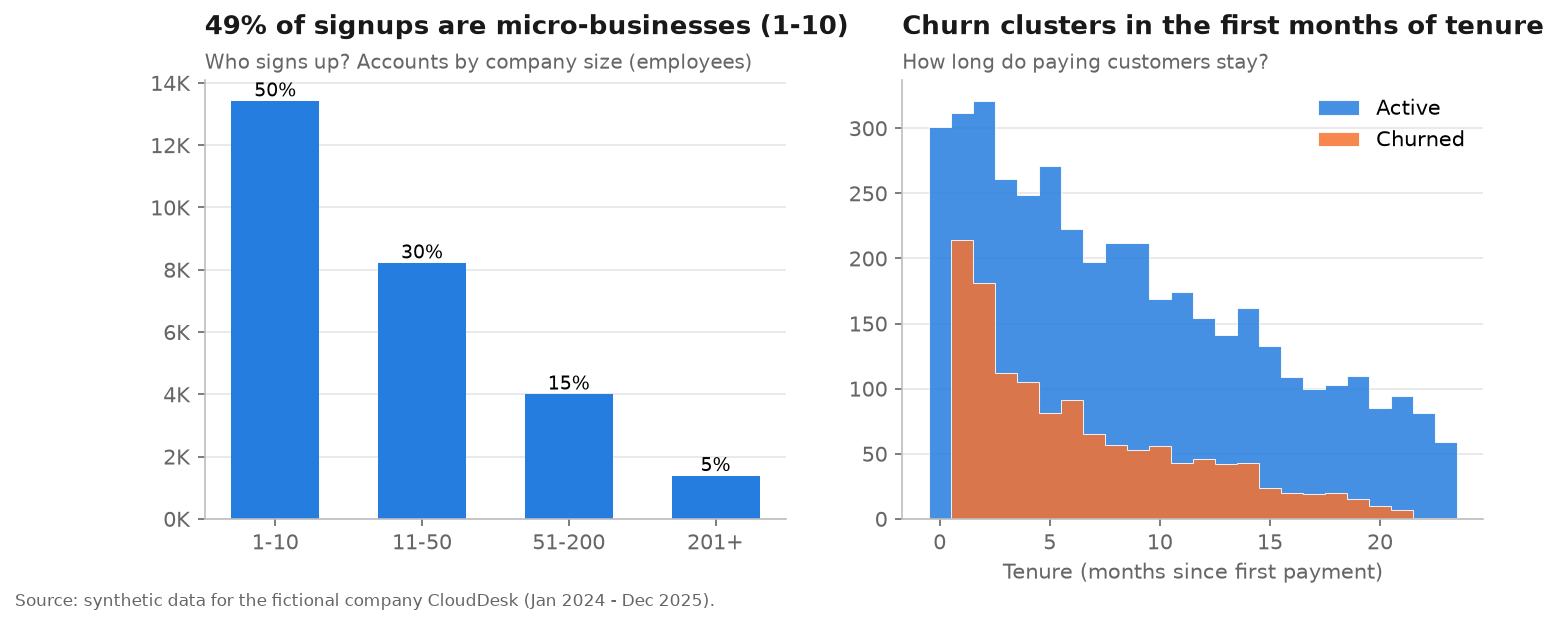 49% of signups are micro-businesses (1-10)
Who signs up? Accounts by company size (employees)
14K
12K
10K
8K
6K
4K
2K
0K
50%
30%
15%
5%
1-10
11-50
51-200
201+
Churn clusters in the first months of tenure
How long do paying customers stay?
Active
Churned
300
250
200
150
100
50
0
0
5
10
15
20
Tenure (months since first payment)
Source: synthetic data for the fictional company CloudDesk (Jan 2024 - Dec 2025).